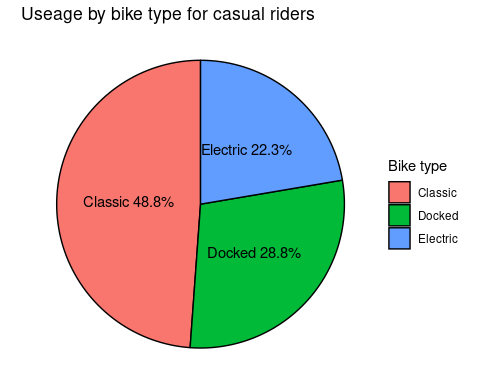 Useage by bike type for casual riders
Electric 22.3%
Classic 48.8%
Docked 28.8%
Bike type
Classic
Docked
Electric